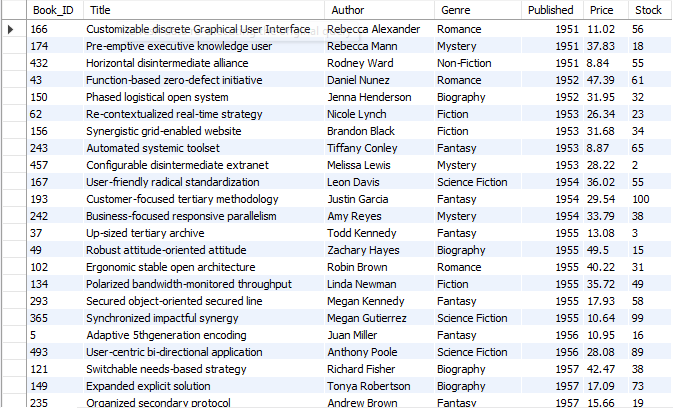 Book_ID Title Author Genre Published Price Stock
166 Customizable discrete Graphical User Interface Rebecca Alexander Romance 1951 11.02 56
174 Pre-emptive executive knowledge user Rebecca Mann Mystery 1951 37.83 18
432 Horizontal disintermediate alliance Rodney Ward Non-Fiction 1951 8.84 55
43 Function-based zero-defect initiative Daniel Nunez Romance 1952 47.39 61
150 Phased logistical open system Jenna Henderson Biography 1952 31.95 32
62 Re-contextualized real-time strategy Nicole Lynch Fiction 1953 26.34 23
156 Synergistic grid-enabled website Brandon Black Fiction 1953 31.68 34
243 Automated systemic toolset Tiffany Conley Fantasy 1953 8.87 65
457 Configurable disintermediate extranet Melissa Lewis Mystery 1953 28.22 2
167 User-friendly radical standardization Leon Davis Science Fiction 1954 36.02 55
193 Customer-focused tertiary methodology Justin Garcia Fantasy 1954 29.54 100
242 Business-focused responsive parallelism Amy Reyes Mystery 1954 33.79 38
37 Up-sized tertiary archive Todd Kennedy Fantasy 1955 13.08 3
49 Robust attitude-oriented attitude Zachary Hayes Biography 1955 49.5 15
102 Ergonomic stable open architecture Robin Brown Romance 1955 40.22 31
134 Polarized bandwidth-monitored throughput Linda Newman Fiction 1955 35.72 49
293 Secured object-oriented secured line Megan Kennedy Fantasy 1955 17.93 58
365 Synchronized impactful synergy Megan Gutierrez Science Fiction 1955 10.64 99
5 Adaptive 5thgeneration encoding Juan Miller Fantasy 1956 10.95 16
493 User-centric bi-directional application Anthony Poole Science Fiction 1956 28.08 89
121 Switchable needs-based strategy Richard Fisher Biography 1957 42.47 38
149 Expanded explicit solution Tonya Robertson Biography 1957 17.09 73
235 Organized secondary protocol Andrew Brown Fantasy 1957 15.66 19